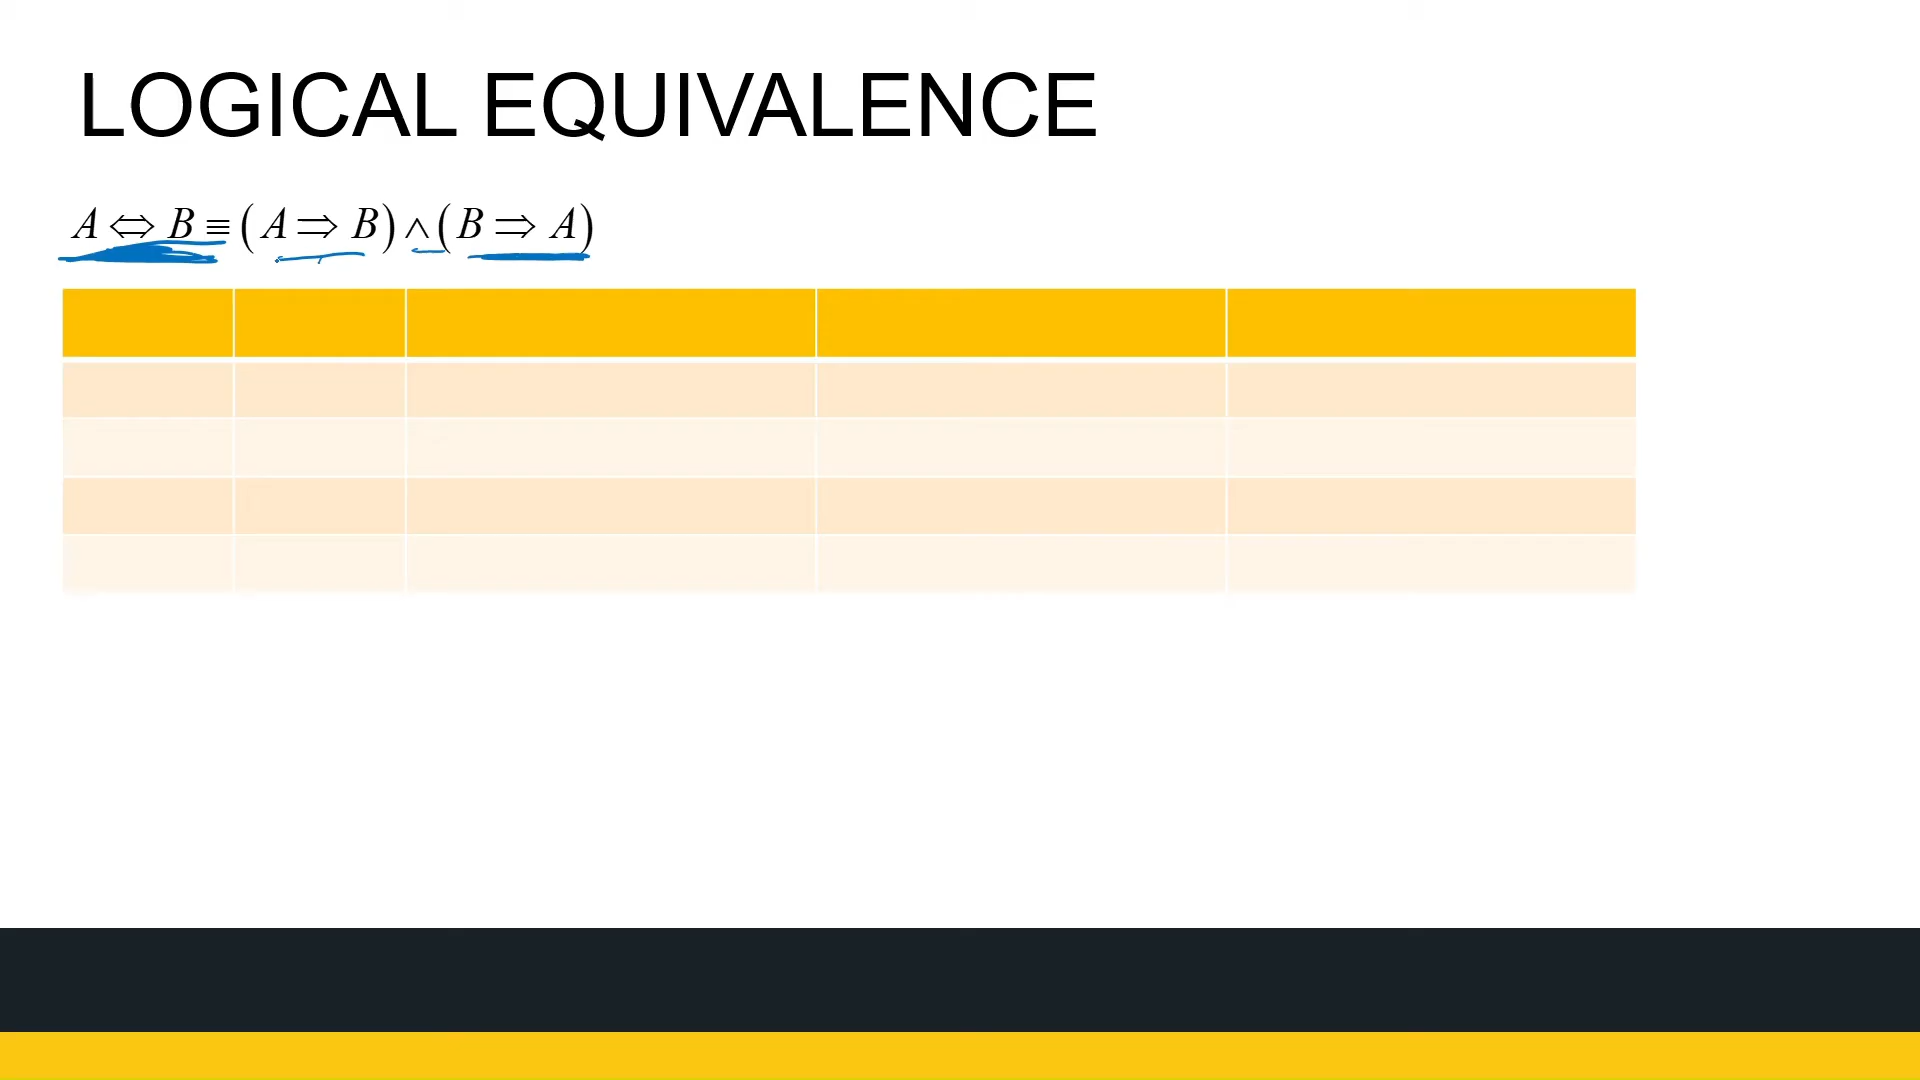 LOGICAL EQUIVALENCE
A ⇔ B ≡ (A ⇒ B) ∧ (B ⇒ A)